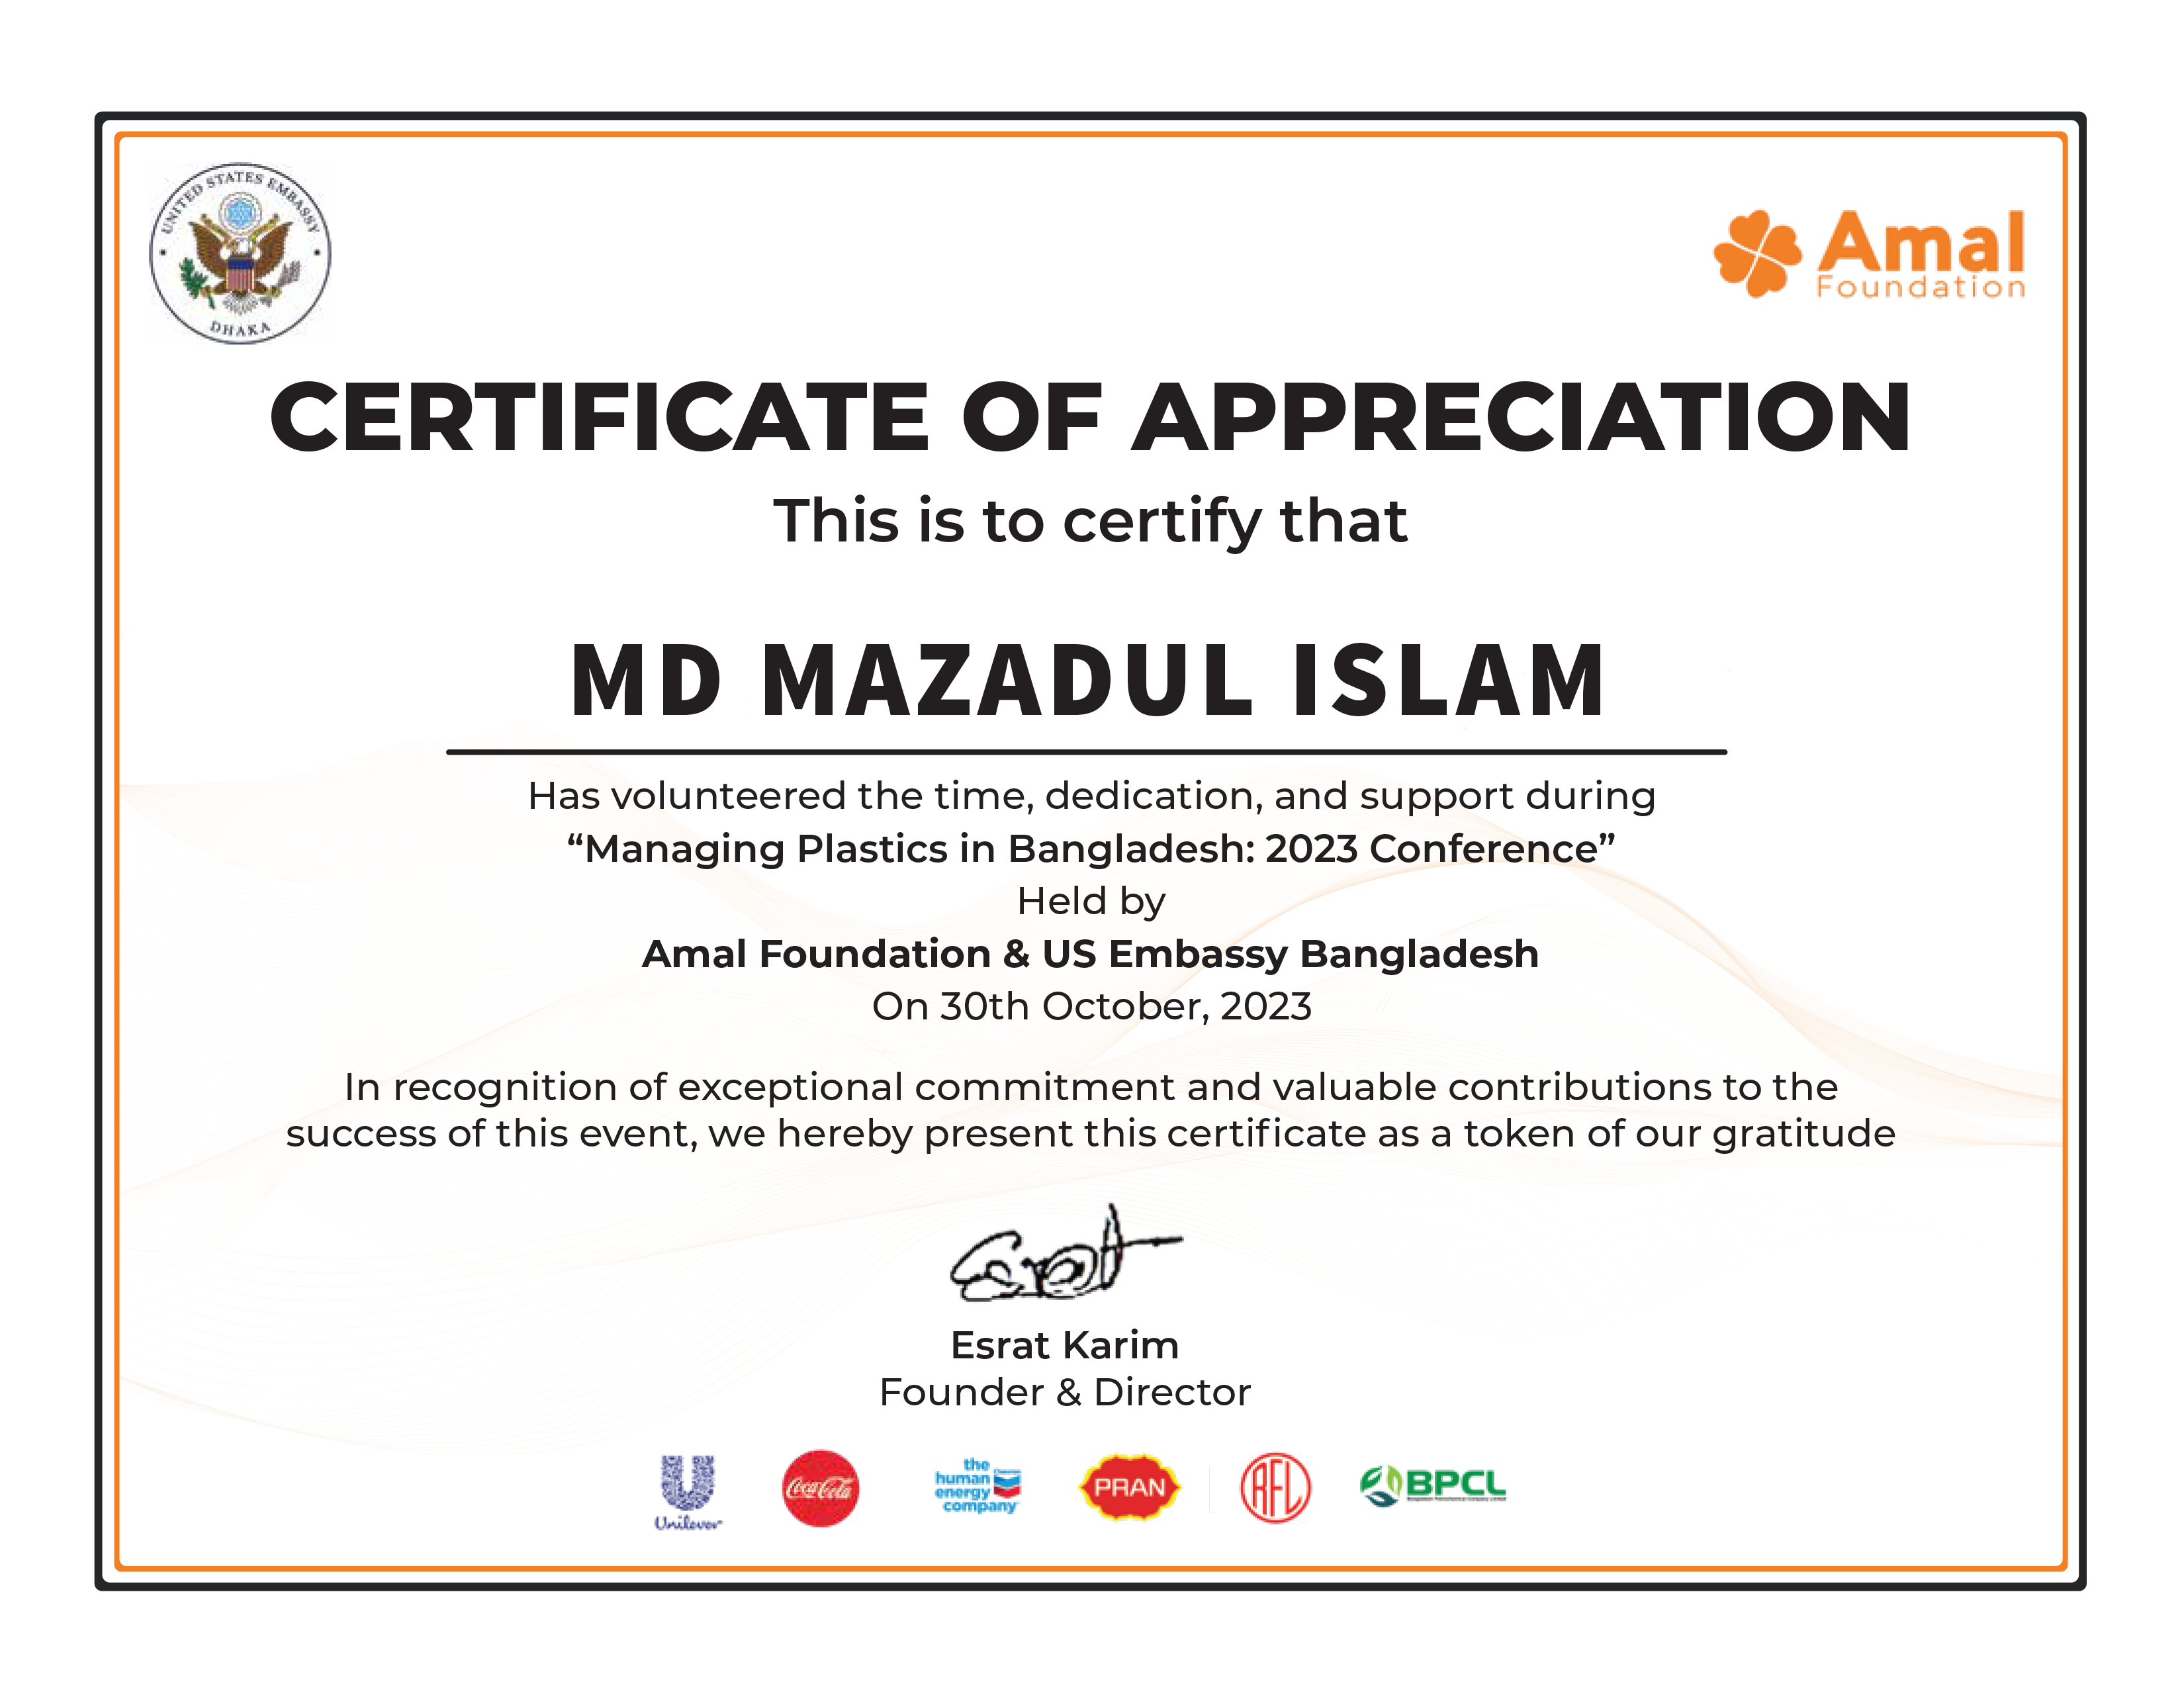 UNITED STATES EMBASSY
DHAKA
Amal
Foundation
CERTIFICATE OF APPRECIATION
This is to certify that
MD MAZADUL ISLAM
Has volunteered the time, dedication, and support during
“Managing Plastics in Bangladesh: 2023 Conference”
Held by
Amal Foundation & US Embassy Bangladesh
On 30th October, 2023
In recognition of exceptional commitment and valuable contributions to the
success of this event, we hereby present this certificate as a token of our gratitude
Esrat
Esrat Karim
Founder & Director
Unilever
Coca-Cola
the
human
energy
company
PRAN
RFL
BPCL